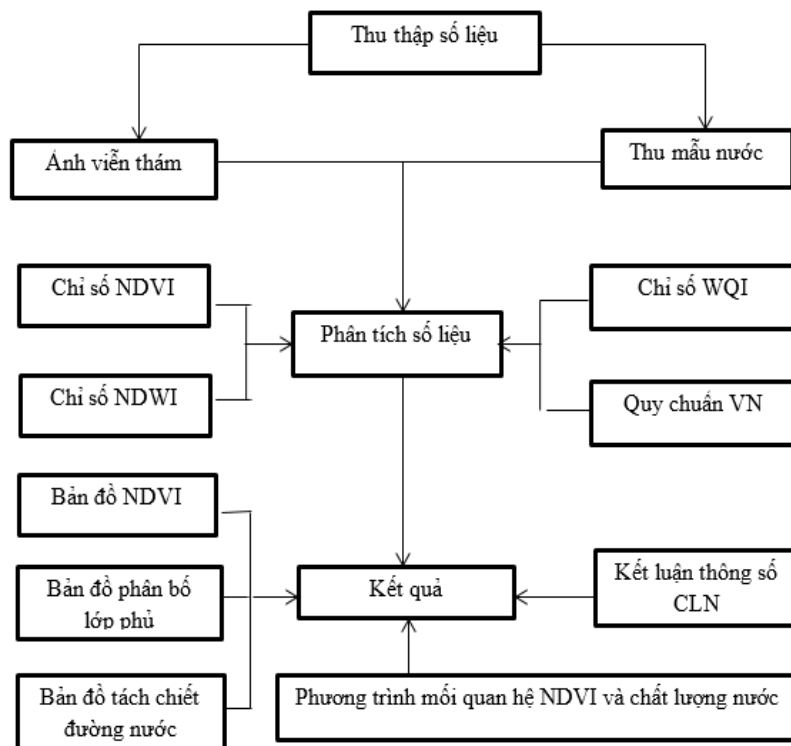 Thu thập số liệu
Ảnh viễn thám
Thu mẫu nước
Chỉ số NDVI
Chỉ số WQI
Phân tích số liệu
Chỉ số NDWI
Quy chuẩn VN
Bản đồ NDVI
Bản đồ phân bố
lớp phủ
Kết quả
Kết luận thông số
CLN
Bản đồ tách chiết
đường nước
Phương trình mối quan hệ NDVI và chất lượng nước